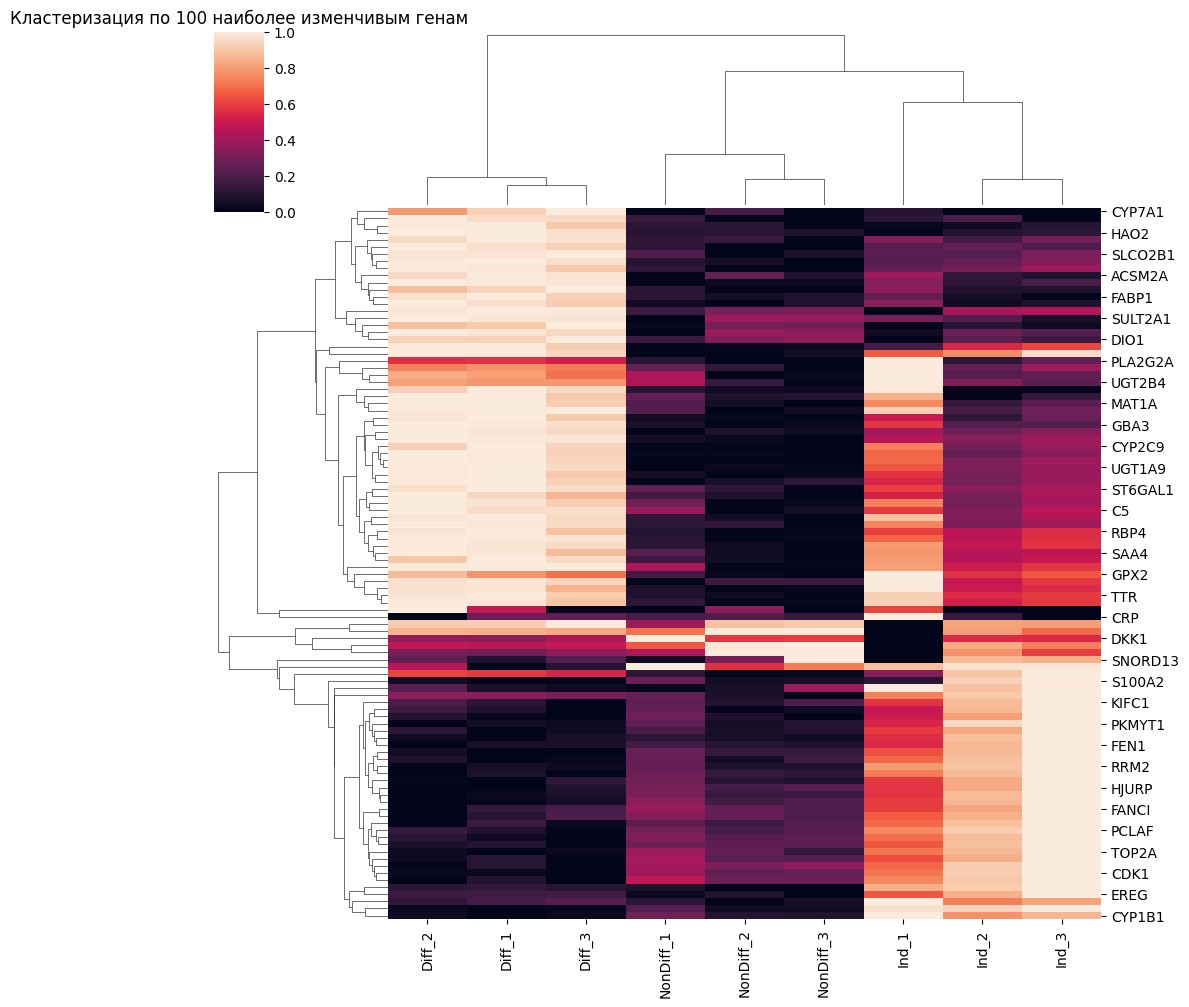 Кластеризация по 100 наиболее изменчивым генам
1.0
0.8
0.6
0.4
0.2
0.0
CYP7A1
HAO2
SLCO2B1
ACSM2A
FABP1
SULT2A1
DIO1
PLA2G2A
UGT2B4
MAT1A
GBA3
CYP2C9
UGT1A9
ST6GAL1
C5
RBP4
SAA4
GPX2
TTR
CRP
DKK1
SNORD13
S100A2
KIFC1
PKMYT1
FEN1
RRM2
HJURP
FANCI
PCLAF
TOP2A
CDK1
EREG
CYP1B1
Diff_2
Diff_1
Diff_3
NonDiff_1
NonDiff_2
NonDiff_3
Ind_1
Ind_2
Ind_3